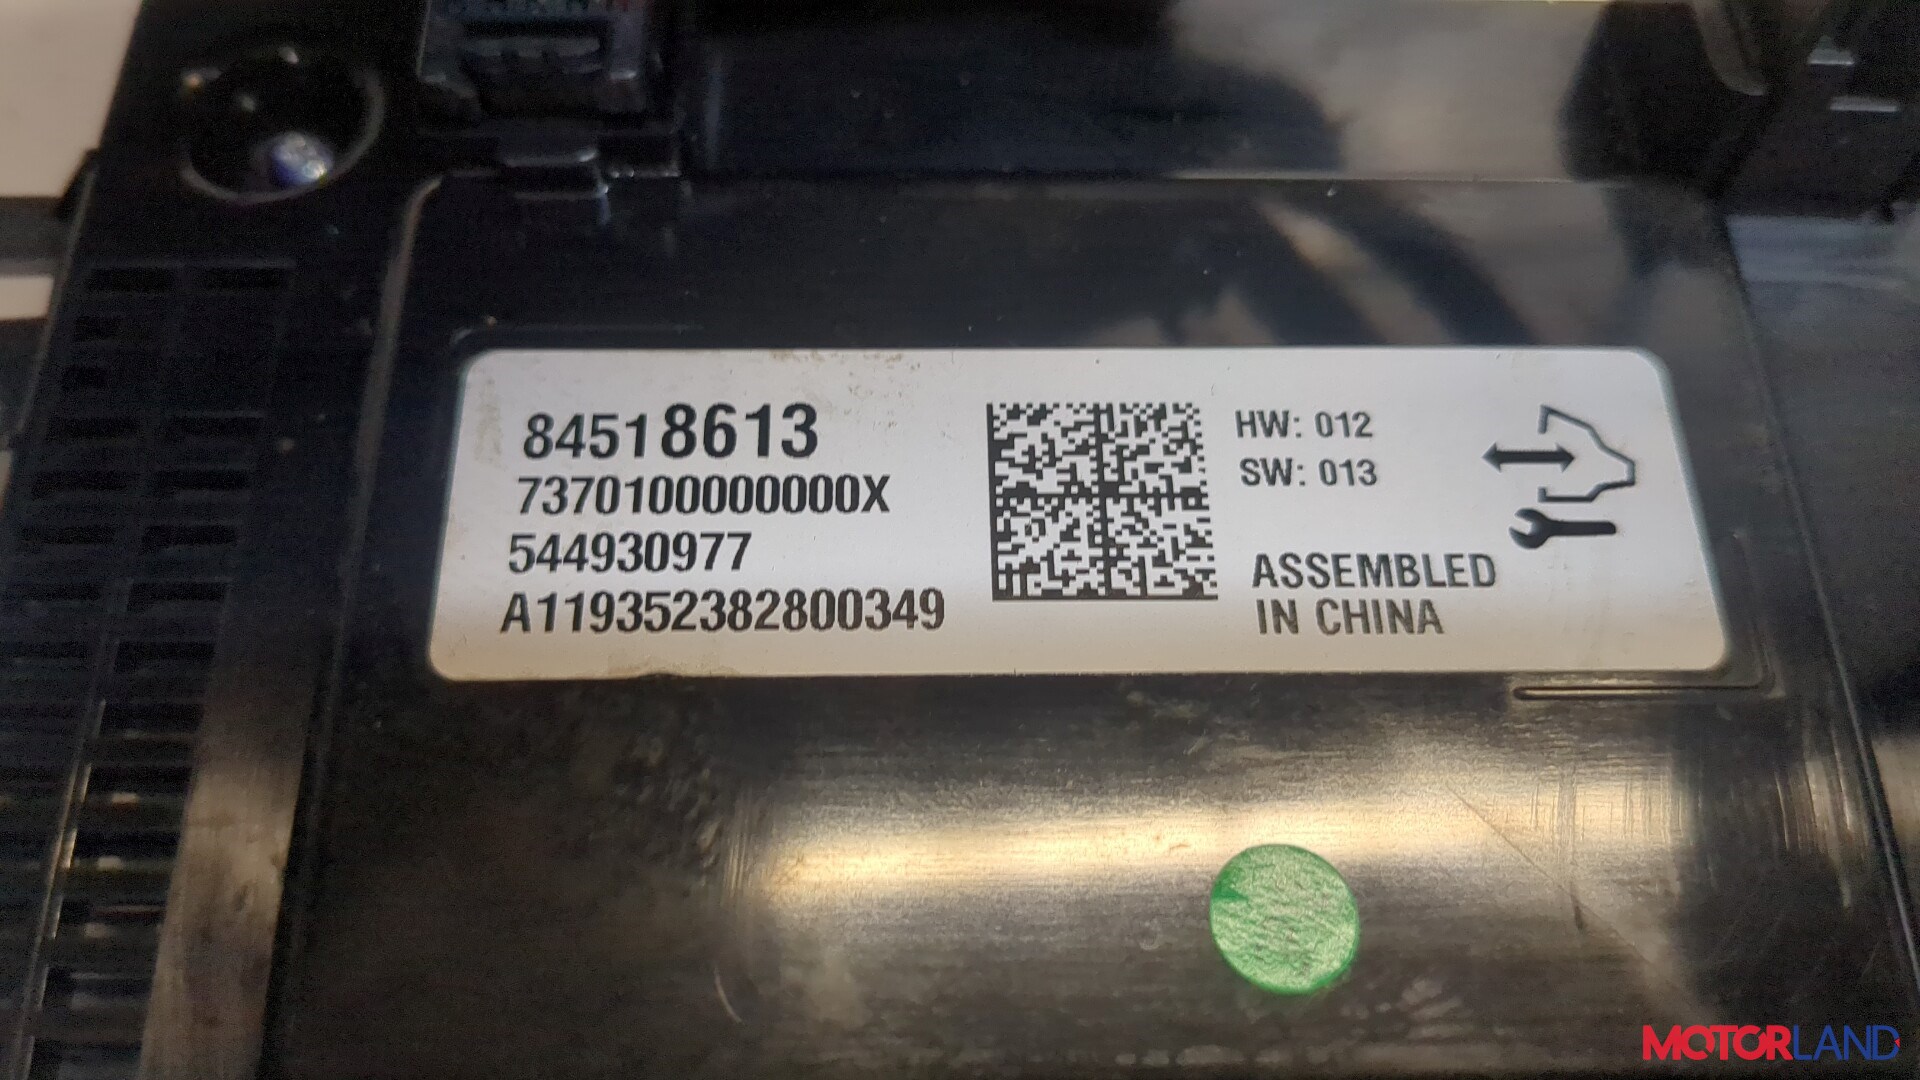 84518613
7370100000000X
544930977
A119352382800349
HW: 012
SW: 013
ASSEMBLED
IN CHINA
MOTORLAND